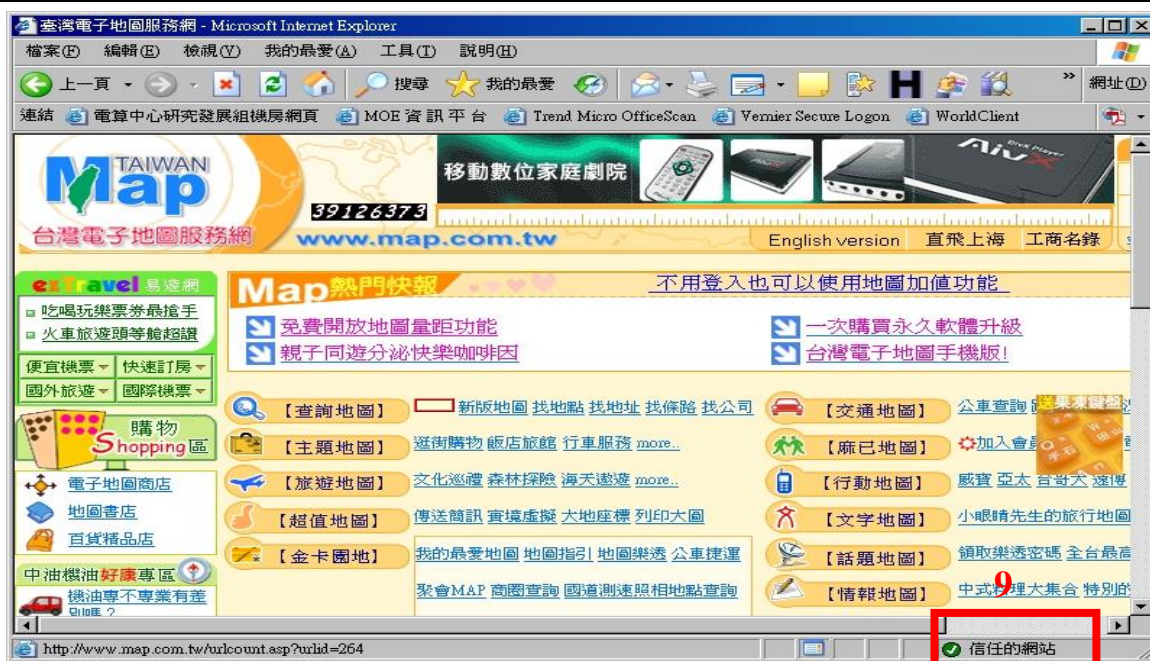 臺灣電子地圖服務網 - Microsoft Internet Explorer
檔案(F) 編輯(E) 檢視(V) 我的最愛(A) 工具(T) 說明(H)
上一頁 搜尋 我的最愛 H » 網址(D)
連結 電算中心研究發展組機房網頁 MOE 資訊平台 Trend Micro OfficeScan Vernier Secure Logon WorldClient
TAIWAN
Map
台灣電子地圖服務網
39126373
www.map.com.tw
移動數位家庭劇院
AivX DivX Player
English version 直飛上海 工商名錄
ezTravel 易遊網
吃喝玩樂票券最搶手
火車旅遊頭等艙超讚
便宜機票 快速訂房
國外旅遊 國際機票
購物
Shopping區
電子地圖商店
地圖書店
百貨精品店
中油機油好康專區
機油專不專業有差
別嗎？
Map熱門快報 不用登入也可以使用地圖加值功能
免費開放地圖量距功能 一次購買永久軟體升級
親子同遊分泌快樂咖啡因 台灣電子地圖手機版!
【查詢地圖】 新版地圖 找地點 找地址 找條路 找公司
【主題地圖】 逛街購物 飯店旅館 行車服務 more..
【旅遊地圖】 文化巡禮 森林探險 海天遨遊 more..
【超值地圖】 傳送簡訊 實境虛擬 大地座標 列印大圖
【金卡園地】 我的最愛地圖 地圖指引 地圖樂透 公車捷運
聚會MAP 商圈查詢 國道測速照相地點查詢
【交通地圖】 公車查詢
送果凍鍵盤
【麻已地圖】 加入會員
【行動地圖】 威寶 亞太 台哥大 遠傳
【文字地圖】 小眼睛先生的旅行地圖
【話題地圖】 領取樂透密碼 全台最高
【情報地圖】 中式料理大集合 特別的
9
http://www.map.com.tw/urlcount.asp?urlid=264 信任的網站